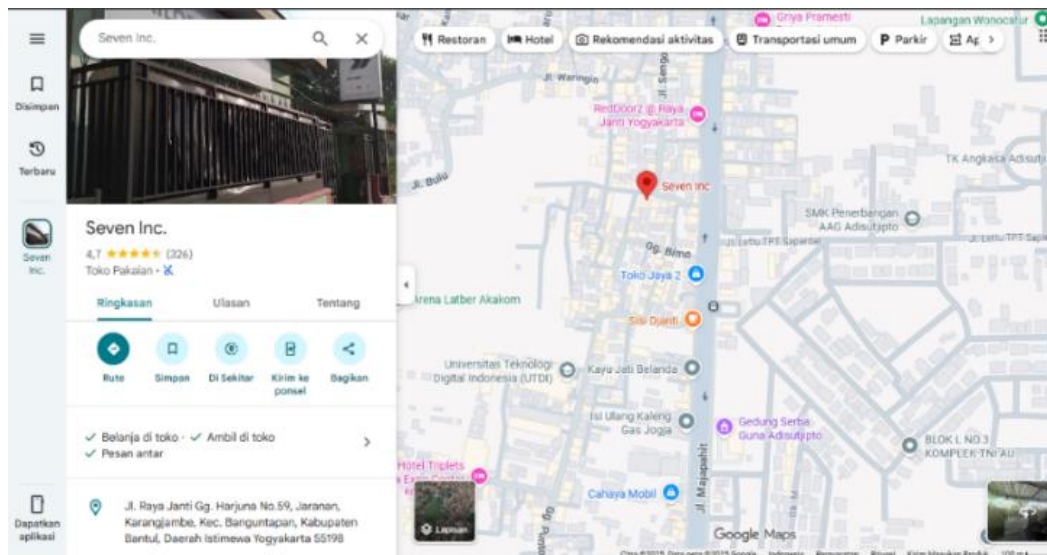 Seven Inc.
Disimpan
Terbaru
Seven
Inc.
Dapatkan
aplikasi
Seven Inc.
4,7 (326)
Toko Pakaian
Ringkasan
Ulasan
Tentang
Rute
Simpan
Di Sekitar
Kirim ke
ponsel
Bagikan
Belanja di toko · Ambil di toko
Pesan antar
Jl. Raya Janti Gg. Harjuna No.59, Jaranan,
Karangjambe, Kec. Banguntapan, Kabupaten
Bantul, Daerah Istimewa Yogyakarta 55198
Restoran
Hotel
Rekomendasi aktivitas
Transportasi umum
P Parkir
Griya Pramesti
Lapangan Wonocatur
Jl. Waringin
RedDoorz @ Raya
Janti Yogyakarta
Jl. Bulu
Seven Inc
TK Angkasa Adisutj
SMK Penerbangan
AAG Adisutjipto
Gg. Bima
Toko Jaya 2
Arena Latber Akakom
Sisi Djanti
Universitas Teknologi
Digital Indonesia (UTDI)
Kayu Jati Belanda
Isi Ulang Kaleng
Gas Jogja
Gedung Serba
Guna Adisutjipto
BLOK L NO.3
KOMPLEK TNI AU
Hotel Triplets
Cahaya Mobil
Jl. Majapahit
Lapisan
Google Maps